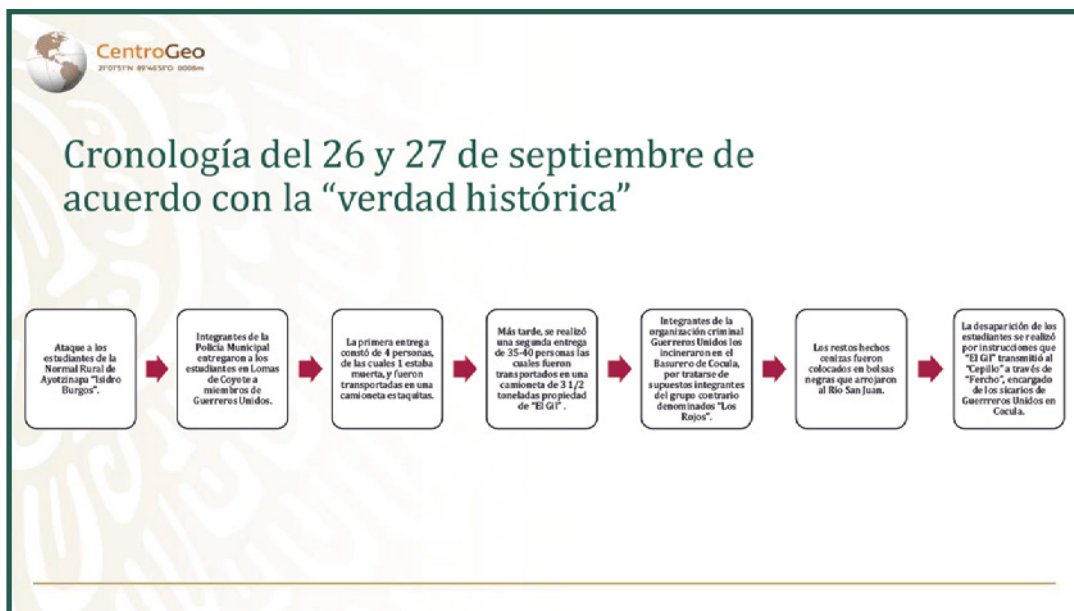 CentroGeo
Cronología del 26 y 27 de septiembre de
acuerdo con la “verdad histórica”
Ataque a los
estudiantes de la
Normal Rural de
Ayotzinapa “Isidro
Burgos”.
Integrantes de la
Policía Municipal
entregaron a los
estudiantes en Lomas
de Coyote a
miembros de
Guerreros Unidos.
La primera entrega
constó de 4 personas,
de las cuales 1 estaba
muerta, y fueron
transportadas en una
camioneta estaquitas.
Más tarde, se realizó
una segunda entrega
de 35-40 personas las
cuales fueron
transportados en una
camioneta de 3 1/2
toneladas propiedad
de “El Gil” .
Integrantes de la
organización criminal
Guerreros Unidos los
incineraron en el
Basurero de Cocula,
por tratarse de
supuestos integrantes
del grupo contrario
denominados “Los
Rojos”.
Los restos hechos
cenizas fueron
colocados en bolsas
negras que arrojaron
al Río San Juan.
La desaparición de los
estudiantes se realizó
por instrucciones que
“El Gil” transmitió al
“Cepillo” a través de
“Fercho”, encargado
de los sicarios de
Guerrreros Unidos en
Cocula.